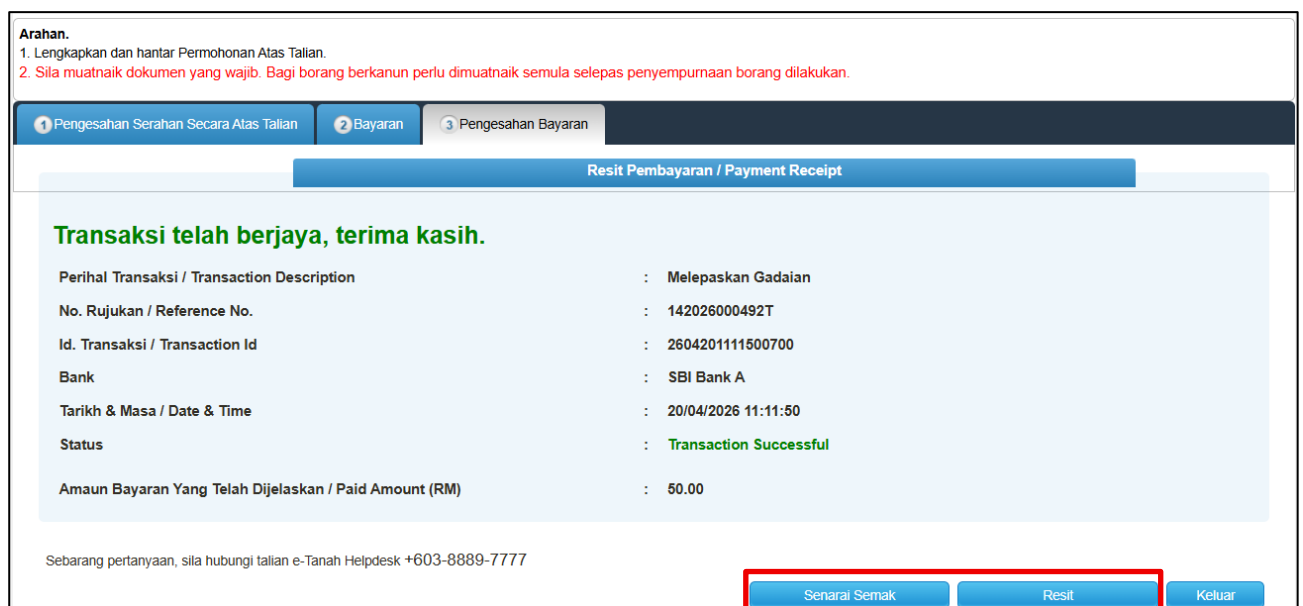 Arahan.
1. Lengkapkan dan hantar Permohonan Atas Talian.
2. Sila muatnaik dokumen yang wajib. Bagi borang berkanun perlu dimuatnaik semula selepas penyempurnaan borang dilakukan.
1 Pengesahan Serahan Secara Atas Talian 2 Bayaran 3 Pengesahan Bayaran
Resit Pembayaran / Payment Receipt
Transaksi telah berjaya, terima kasih.
Perihal Transaksi / Transaction Description : Melepaskan Gadaian
No. Rujukan / Reference No. : 142026000492T
Id. Transaksi / Transaction Id : 2604201111500700
Bank : SBI Bank A
Tarikh & Masa / Date & Time : 20/04/2026 11:11:50
Status : Transaction Successful
Amaun Bayaran Yang Telah Dijelaskan / Paid Amount (RM) : 50.00
Sebarang pertanyaan, sila hubungi talian e-Tanah Helpdesk +603-8889-7777
Senarai Semak Resit Keluar